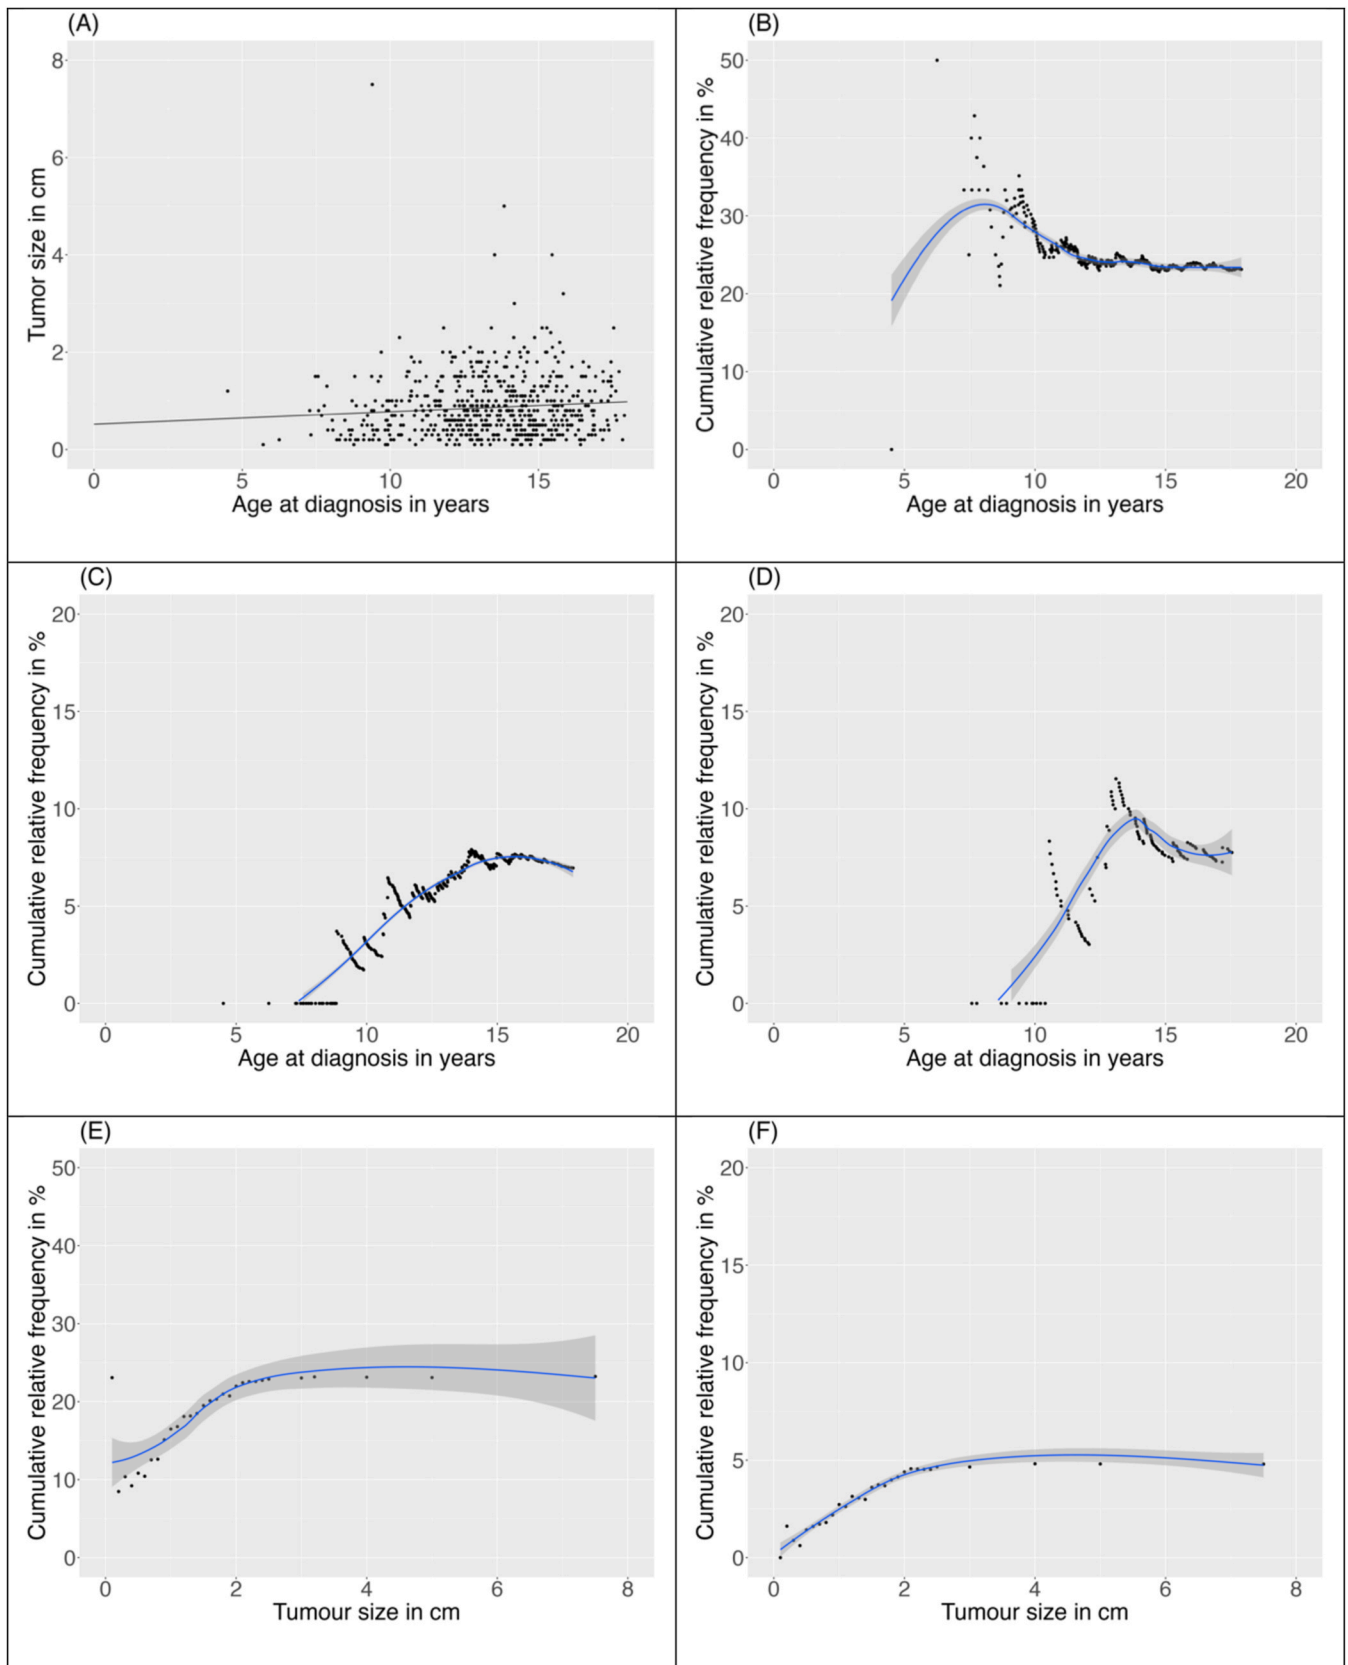 (A)
Tumor size in cm
8
6
4
2
0
0 5 10 15
Age at diagnosis in years
(B)
Cumulative relative frequency in %
50
40
30
20
10
0
0 5 10 15 20
Age at diagnosis in years
(C)
Cumulative relative frequency in %
20
15
10
5
0
0 5 10 15 20
Age at diagnosis in years
(D)
Cumulative relative frequency in %
20
15
10
5
0
0 5 10 15 20
Age at diagnosis in years
(E)
Cumulative relative frequency in %
50
40
30
20
10
0
0 2 4 6 8
Tumour size in cm
(F)
Cumulative relative frequency in %
20
15
10
5
0
0 2 4 6 8
Tumour size in cm